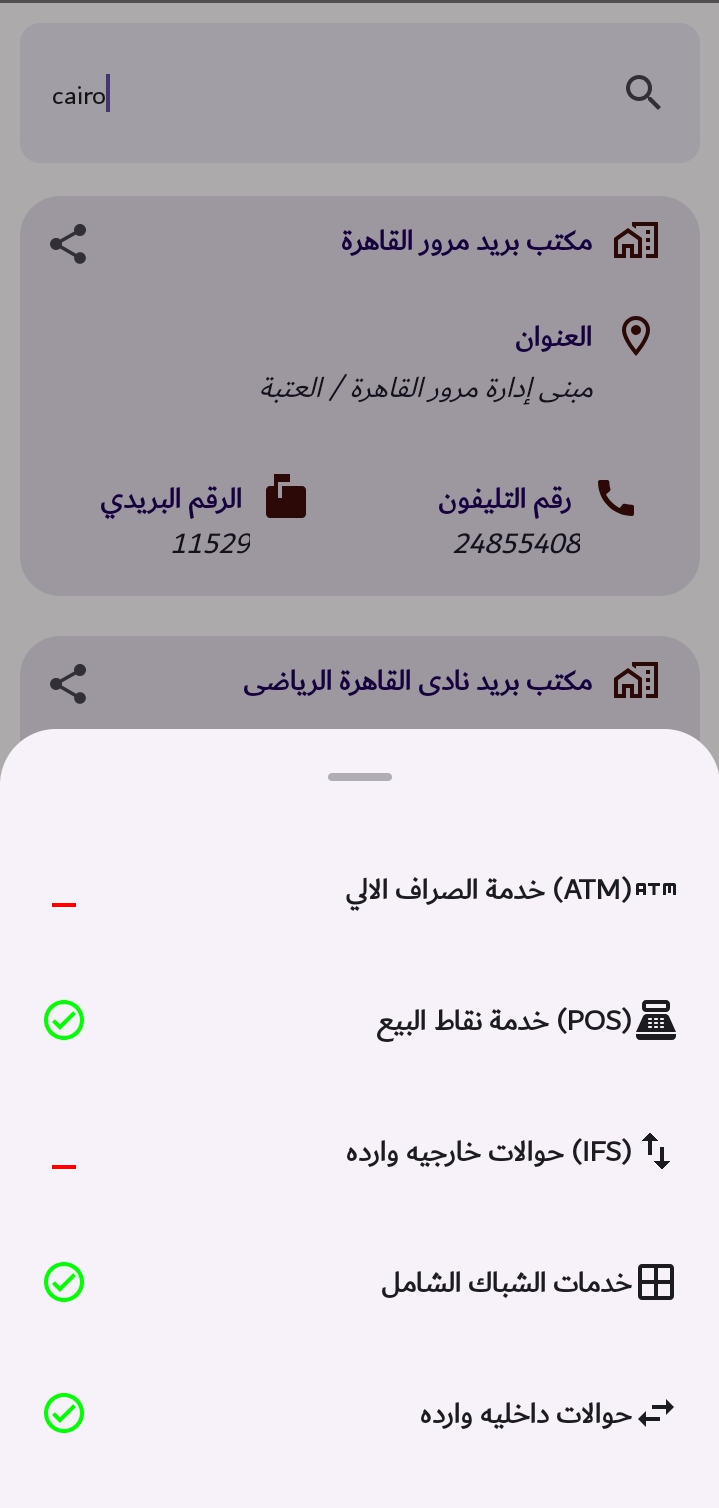 cairo
مكتب بريد مرور القاهرة
العنوان
مبنى إدارة مرور القاهرة / العتبة
رقم التليفون
24855408
الرقم البريدي
11529
مكتب بريد نادى القاهرة الرياضى
ATM
(ATM) خدمة الصراف الالي
(POS) خدمة نقاط البيع
(IFS) حوالات خارجيه وارده
خدمات الشباك الشامل
حوالات داخليه وارده